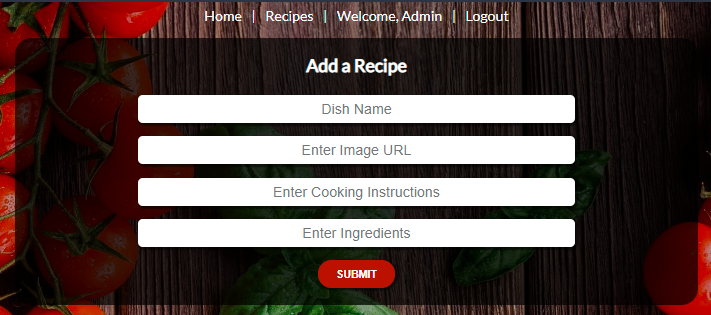 Home | Recipes | Welcome, Admin | Logout
Add a Recipe
Dish Name
Enter Image URL
Enter Cooking Instructions
Enter Ingredients
SUBMIT